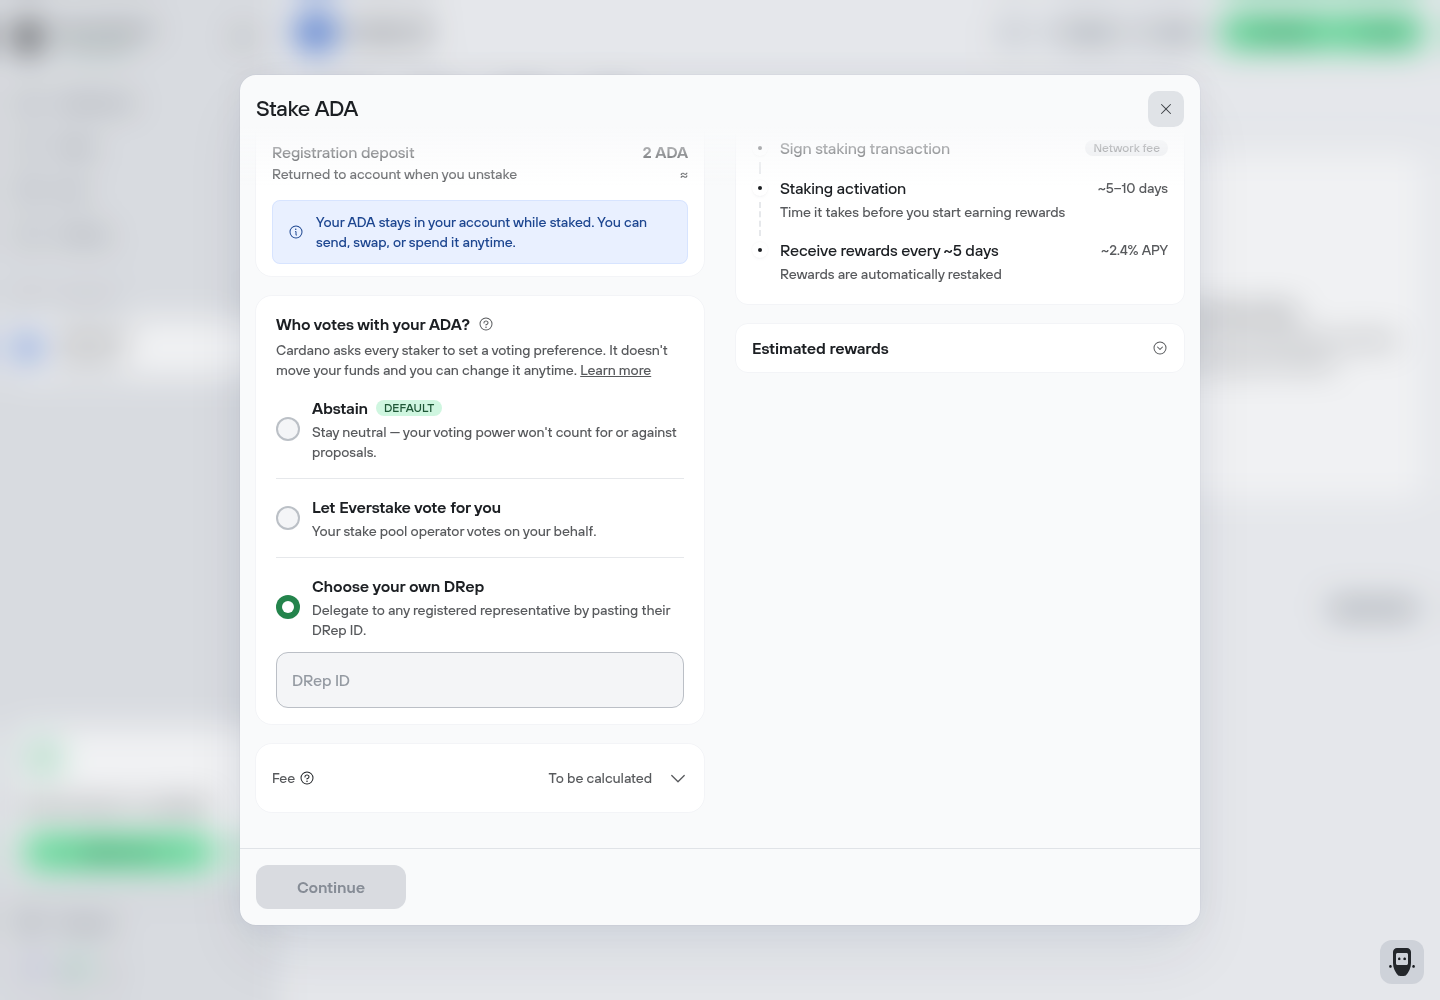 Stake ADA
Registration deposit
2 ADA
Returned to account when you unstake
≈
Your ADA stays in your account while staked. You can
send, swap, or spend it anytime.
Who votes with your ADA?
Cardano asks every staker to set a voting preference. It doesn't
move your funds and you can change it anytime. Learn more
Abstain DEFAULT
Stay neutral — your voting power won't count for or against
proposals.
Let Everstake vote for you
Your stake pool operator votes on your behalf.
Choose your own DRep
Delegate to any registered representative by pasting their
DRep ID.
DRep ID
Fee
To be calculated
Sign staking transaction
Network fee
Staking activation
~5–10 days
Time it takes before you start earning rewards
Receive rewards every ~5 days
~2.4% APY
Rewards are automatically restaked
Estimated rewards
Continue